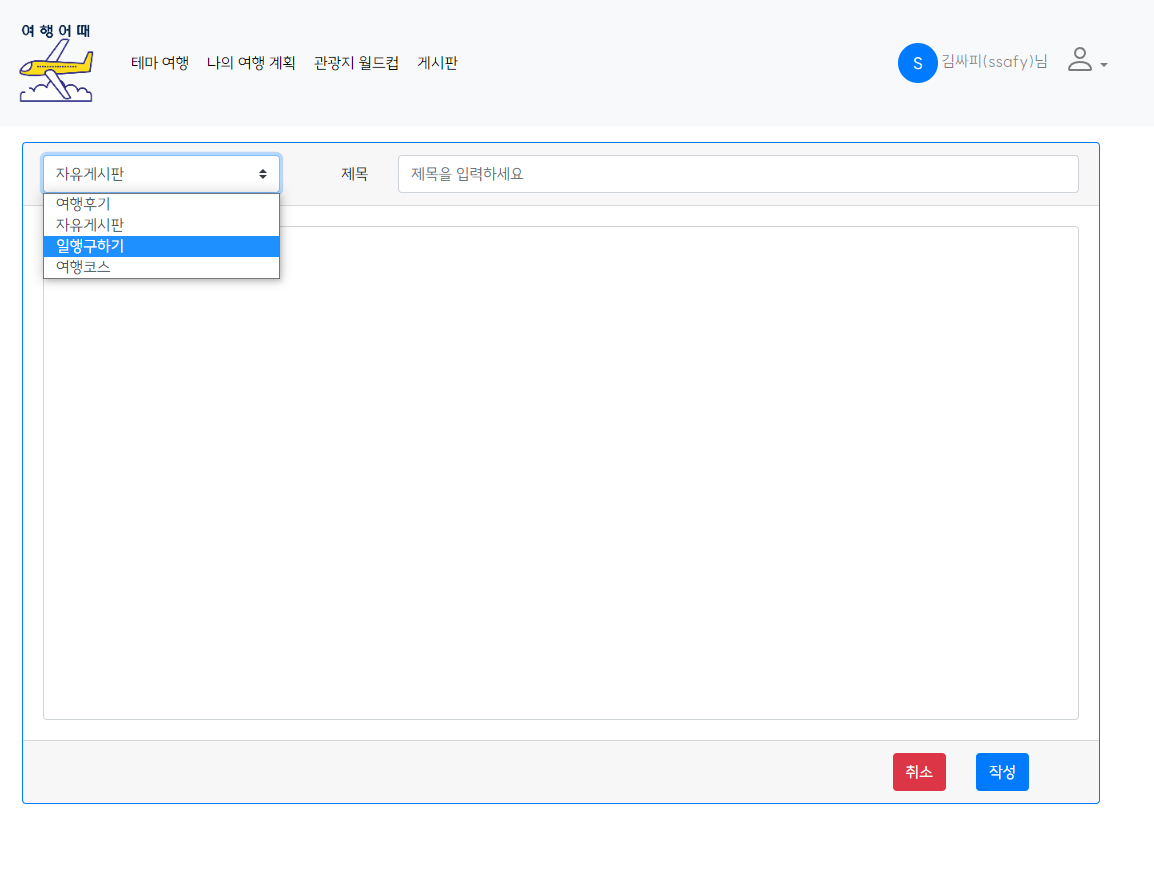 여행어때
테마 여행 나의 여행 계획 관광지 월드컵 게시판
S 김싸피(ssafy)님
자유게시판 제목 제목을 입력하세요
여행후기
자유게시판
일행구하기
여행코스
취소 작성